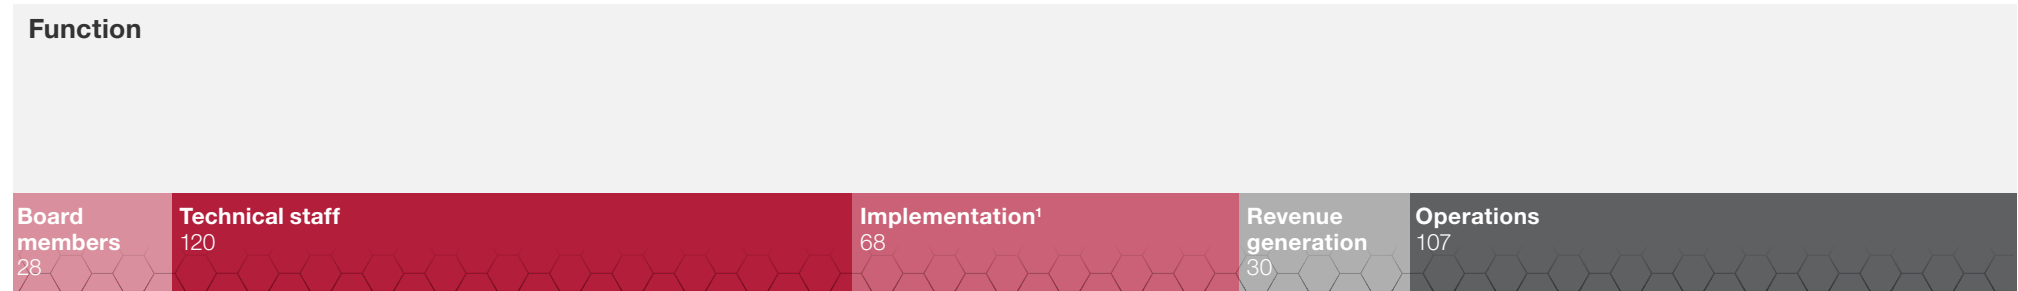 Function
Board
members
28
Technical staff
120
Implementation¹
68
Revenue
generation
30
Operations
107